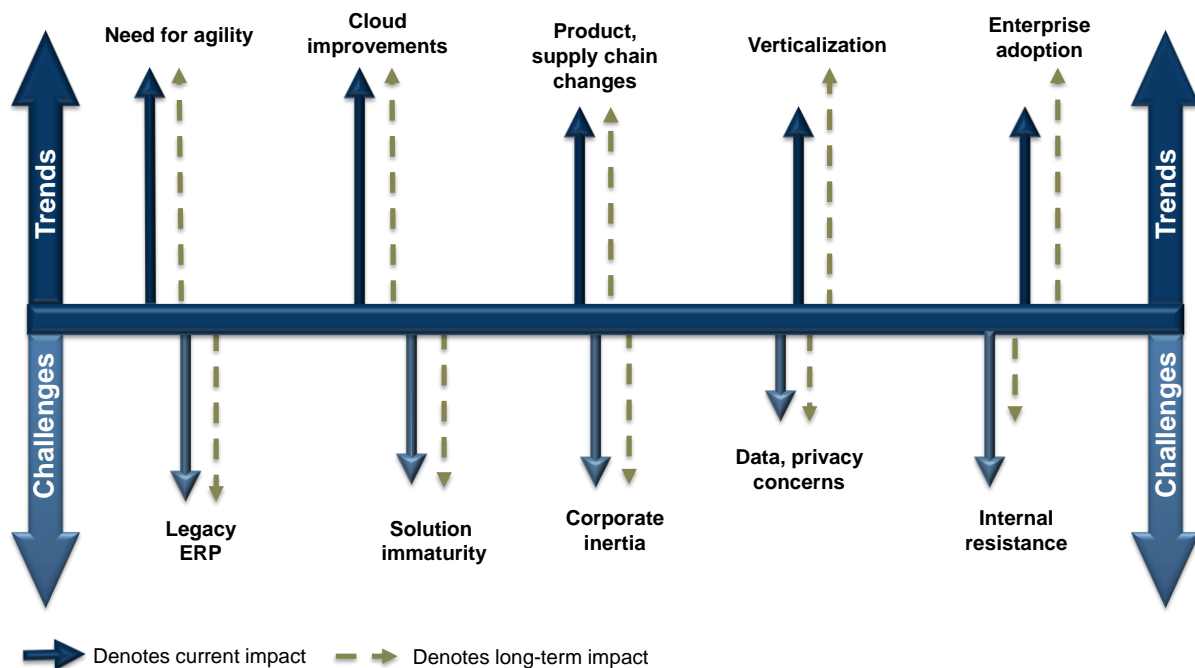 Need for agility
Cloud
improvements
Product,
supply chain
changes
Verticalization
Enterprise
adoption
Trends
Trends
Challenges
Challenges
Legacy
ERP
Solution
immaturity
Corporate
inertia
Data, privacy
concerns
Internal
resistance
Denotes current impact
Denotes long-term impact